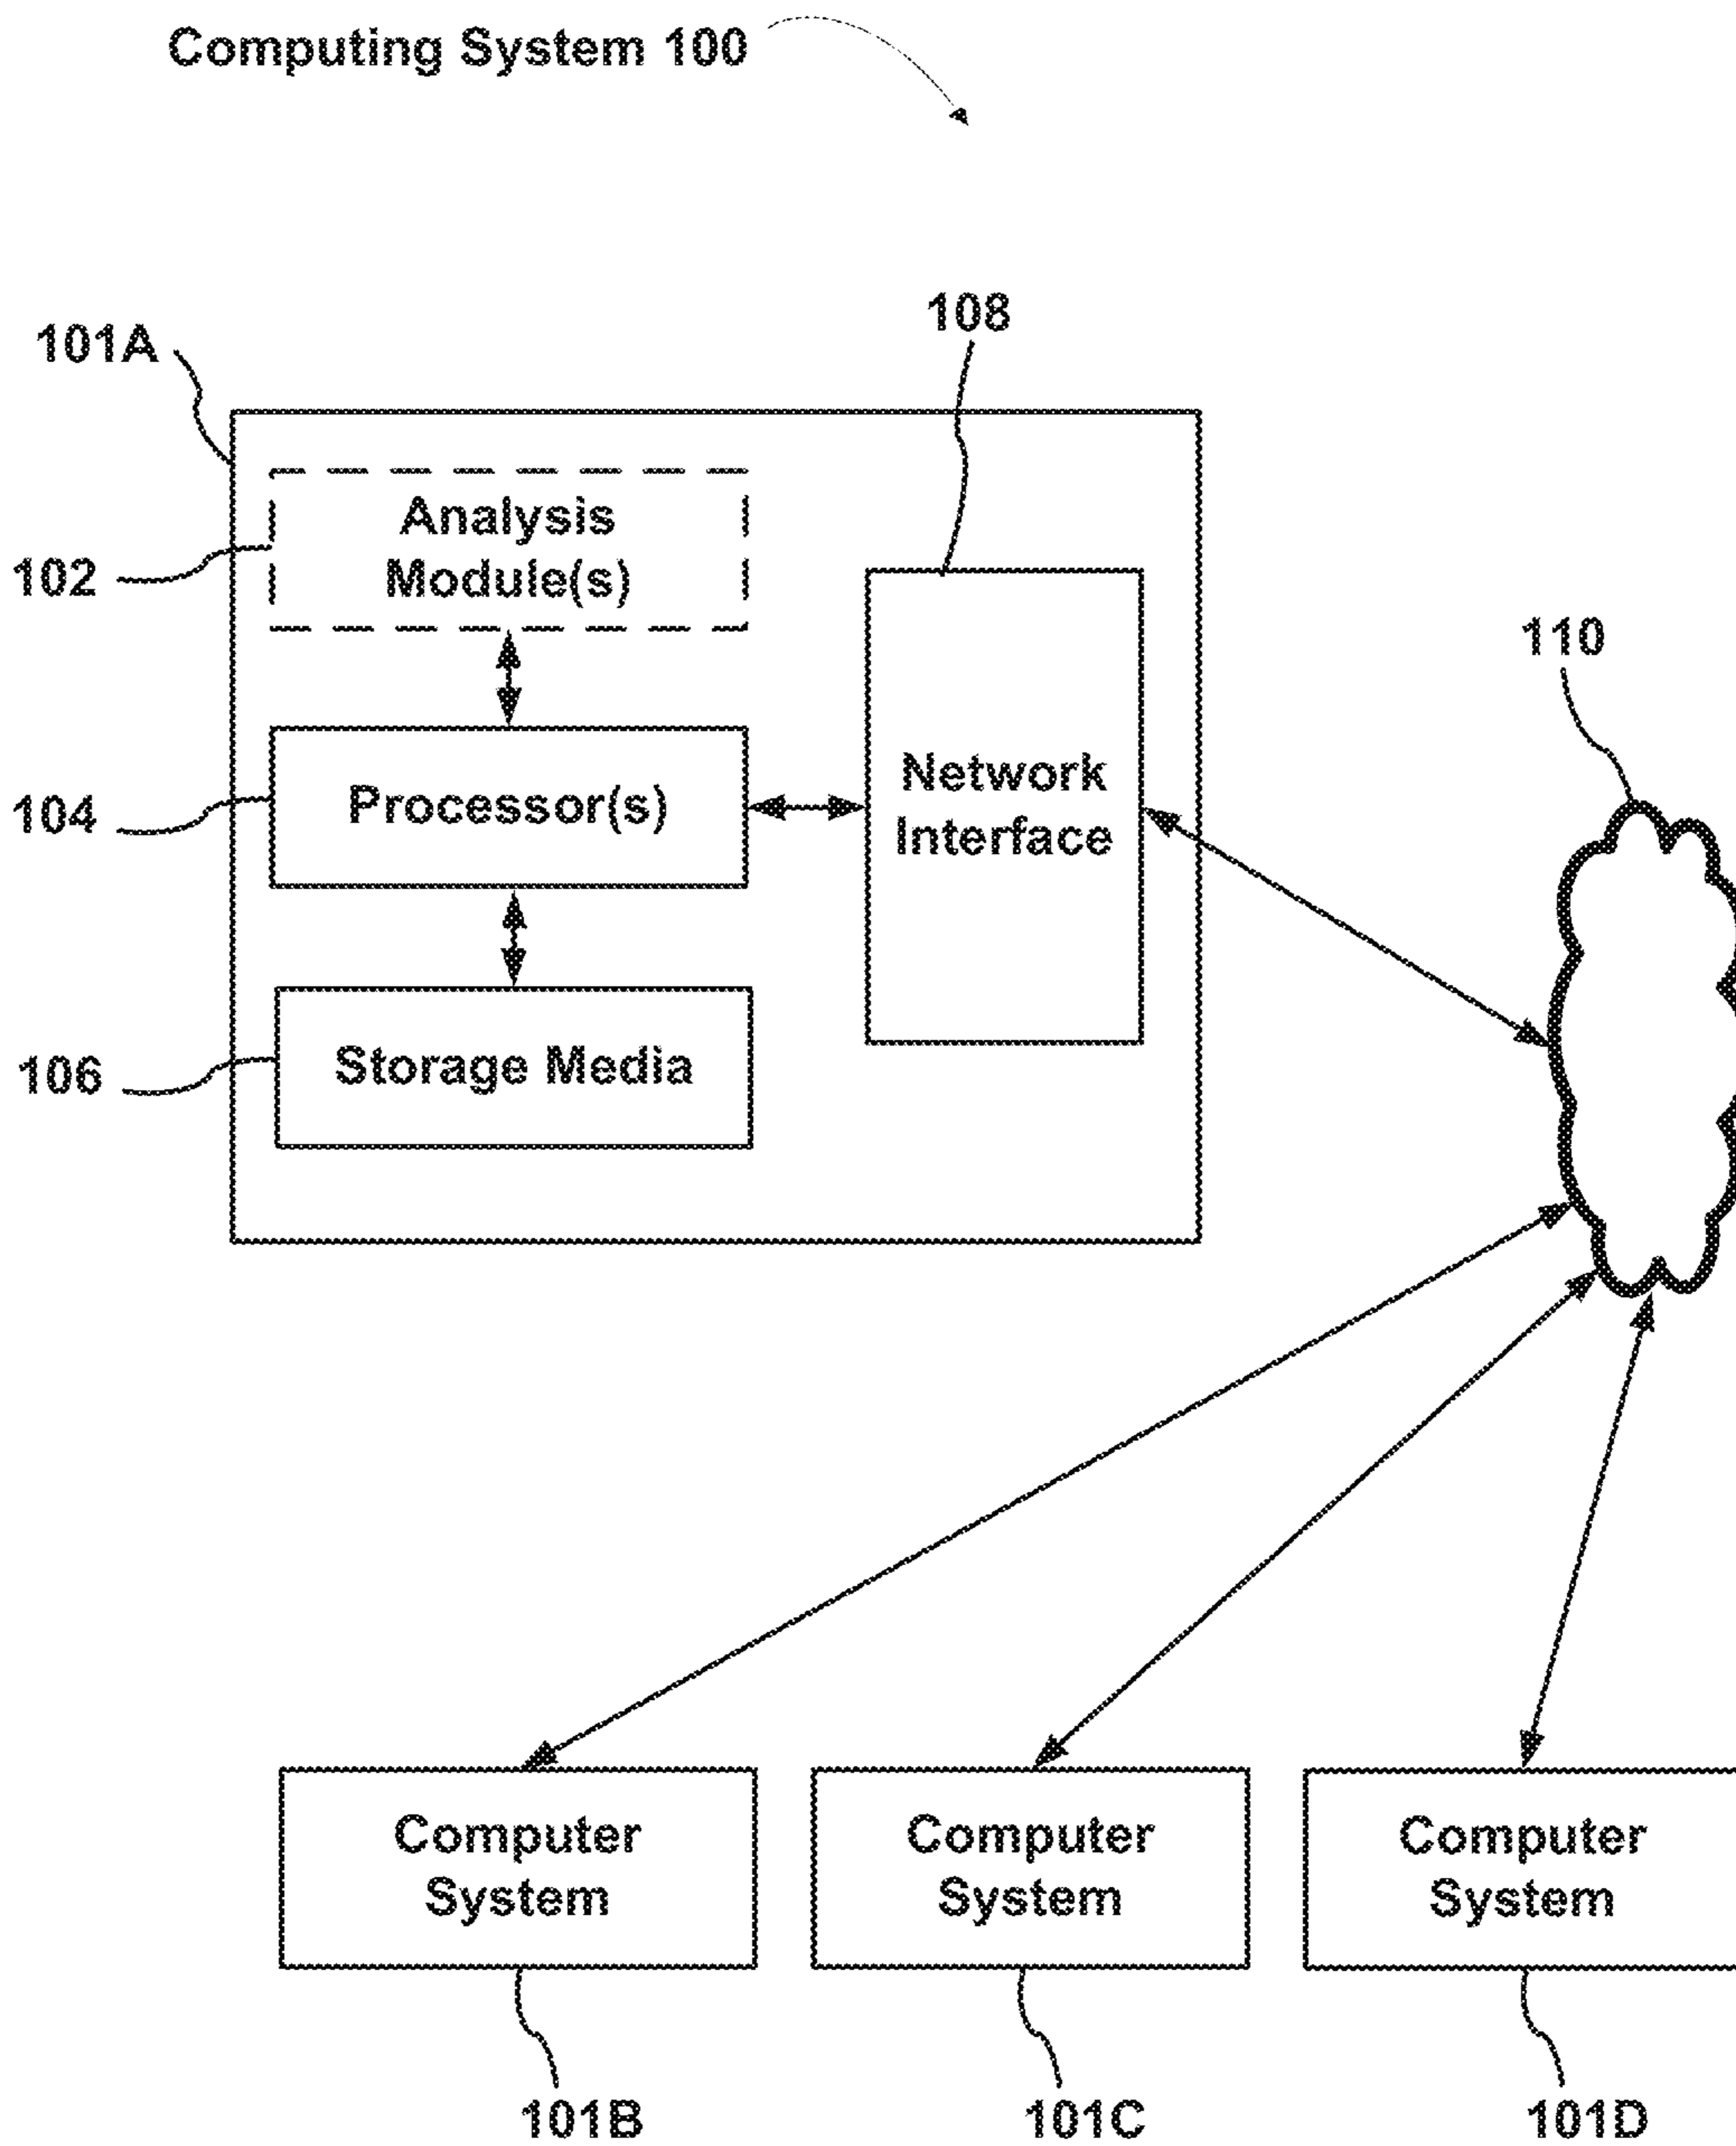 Computing System 100
108
101A
Analysis
Module(s)
102
110
Network
Interface
104
Processor(s)
106
Storage Media
Computer
System
Computer
System
Computer
System
101B
101C
101D